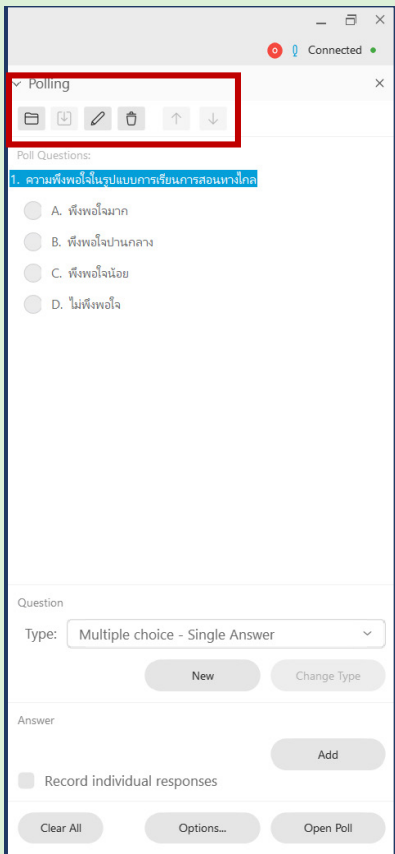 Connected
Polling
Poll Questions:
1. ความพึงพอใจในรูปแบบการเรียนการสอนทางไกล
A. พึงพอใจมาก
B. พึงพอใจปานกลาง
C. พึงพอใจน้อย
D. ไม่พึงพอใจ
Question
Type: Multiple choice - Single Answer
New Change Type
Answer
Add
Record individual responses
Clear All Options... Open Poll